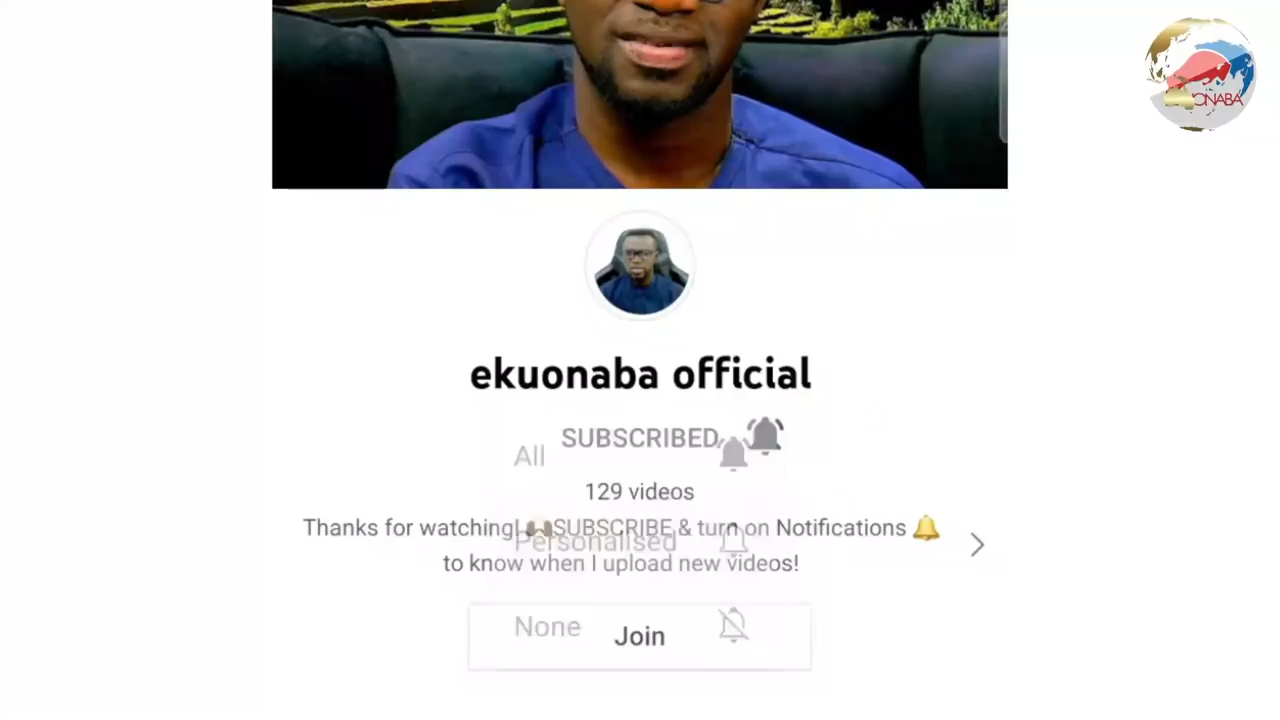 ONABA
ekuonaba official
SUBSCRIBED
All
129 videos
Thanks for watching! SUBSCRIBE & turn on Notifications 🔔
Personalised
to know when I upload new videos!
None
Join